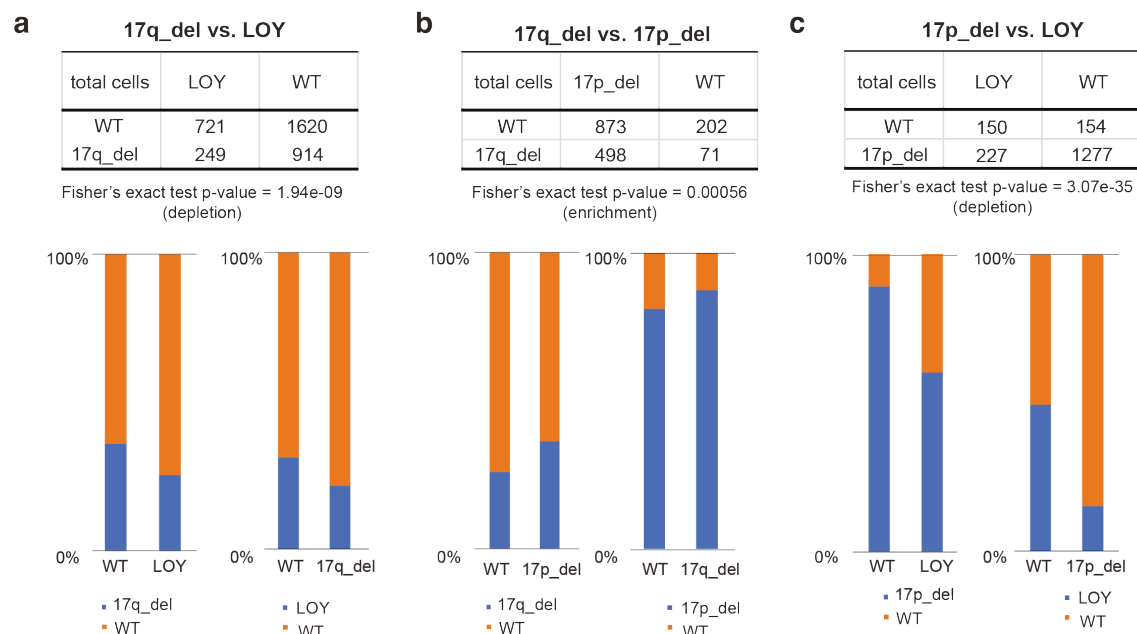 a
17q_del vs. LOY
total cells LOY WT
WT 721 1620
17q_del 249 914
Fisher's exact test p-value = 1.94e-09
(depletion)
100%
0%
WT LOY
17q_del
WT
100%
0%
WT 17q_del
LOY
WT
b
17q_del vs. 17p_del
total cells 17p_del WT
WT 873 202
17q_del 498 71
Fisher's exact test p-value = 0.00056
(enrichment)
100%
0%
WT 17p_del
17q_del
WT
100%
0%
WT 17q_del
17p_del
WT
c
17p_del vs. LOY
total cells LOY WT
WT 150 154
17p_del 227 1277
Fisher's exact test p-value = 3.07e-35
(depletion)
100%
0%
WT LOY
17p_del
WT
100%
0%
WT 17p_del
LOY
WT